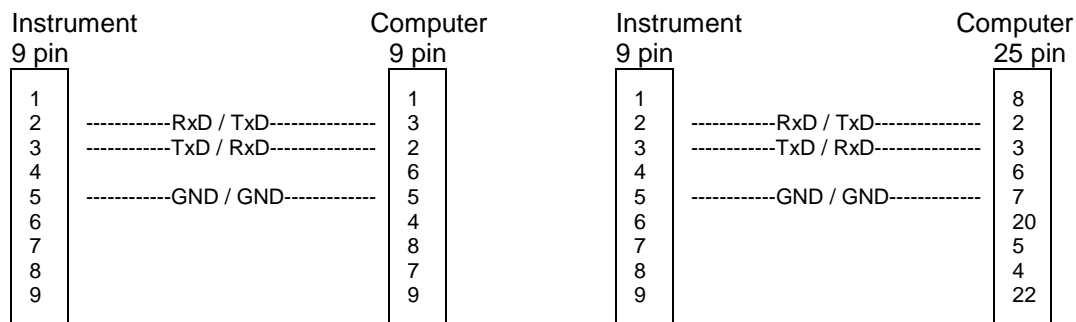 Instrument Computer Instrument Computer
9 pin 9 pin 9 pin 25 pin
1 1 1 8
2 ------------RxD / TxD--------------- 3 2 ------------RxD / TxD--------------- 2
3 ------------TxD / RxD--------------- 2 3 ------------TxD / RxD--------------- 3
4 6 4 6
5 ------------GND / GND------------- 5 5 ------------GND / GND------------- 7
6 4 6 20
7 8 7 5
8 7 8 4
9 9 9 22